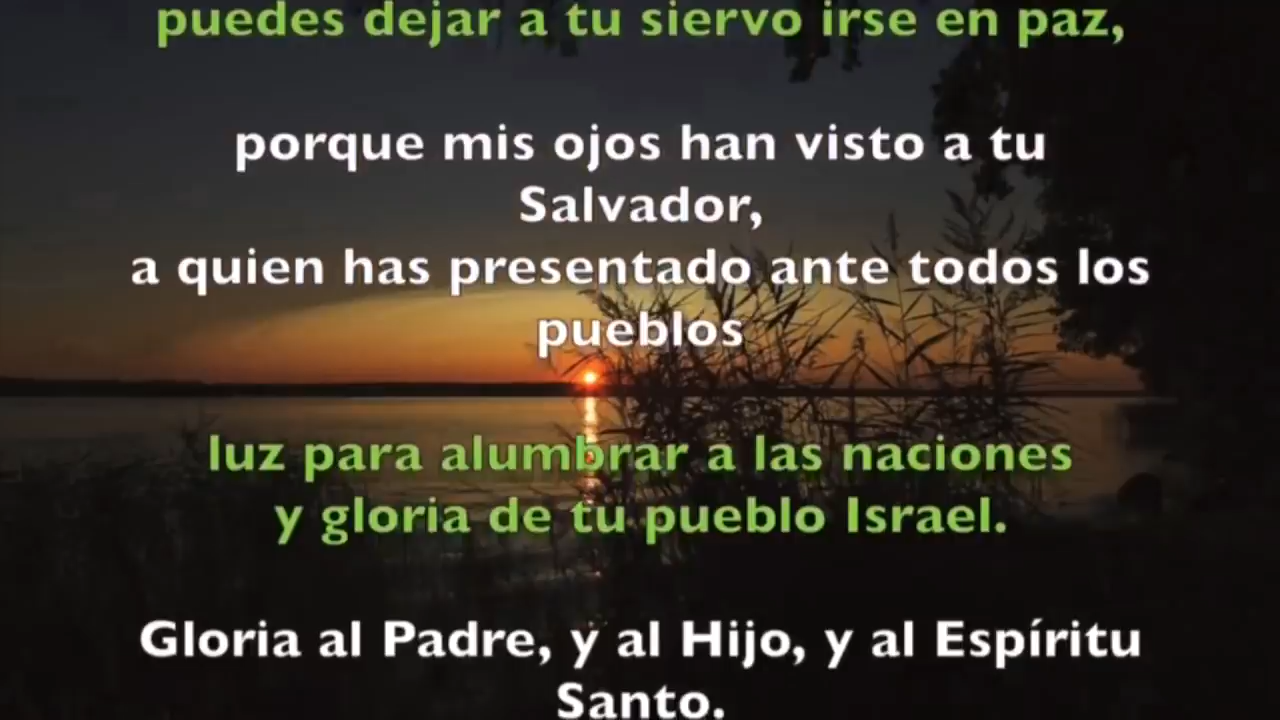 puedes dejar a tu siervo irse en paz,
porque mis ojos han visto a tu
Salvador,
a quien has presentado ante todos los
pueblos
luz para alumbrar a las naciones
y gloria de tu pueblo Israel.
Gloria al Padre, y al Hijo, y al Espíritu
Santo.